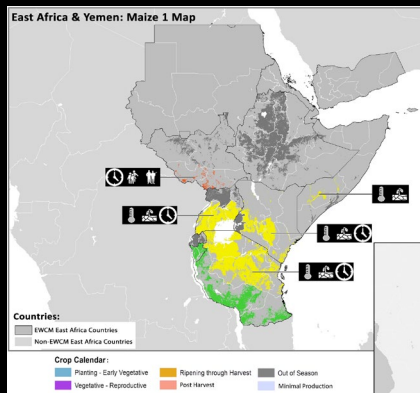 East Africa & Yemen: Maize 1 Map
Countries:
EWCM East Africa Countries
Non-EWCM East Africa Countries
Crop Calendar:
Planting - Early Vegetative
Ripening through Harvest
Out of Season
Vegetative - Reproductive
Post Harvest
Minimal Production